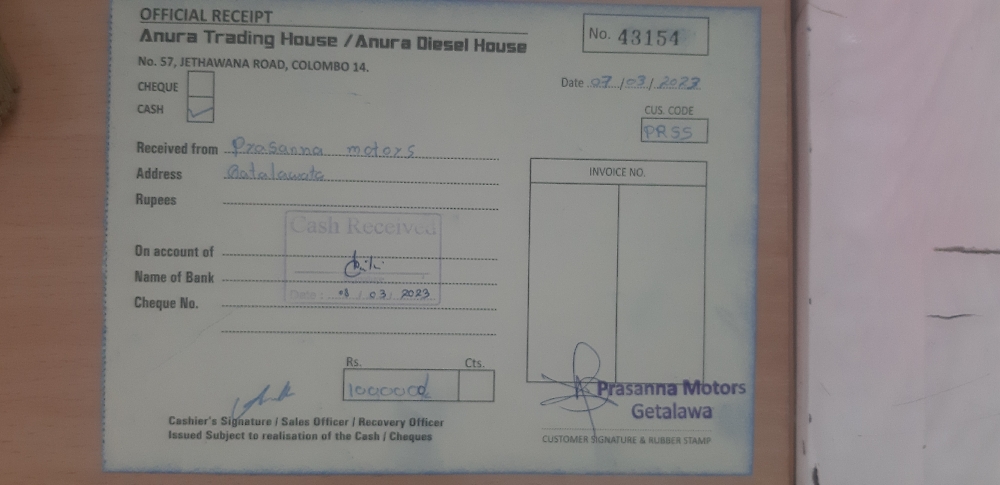 OFFICIAL RECEIPT
Anura Trading House / Anura Diesel House
No. 43154
No. 57, JETHAWANA ROAD, COLOMBO 14.
Date 07/03/2023
CHEQUE
CASH
CUS. CODE
PRSS
Received from Prasanna motors
Address Gatalawata
INVOICE NO.
Rupees
Cash Received
On account of
Name of Bank
Date : 03 / 2023
Cheque No.
Rs. Cts.
Prasanna Motors
Getalawa
Cashier's Signature / Sales Officer / Recovery Officer
Issued Subject to realisation of the Cash / Cheques
CUSTOMER SIGNATURE & RUBBER STAMP